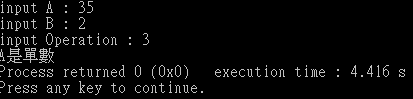 input A : 35
input B : 2
input Operation : 3
A是單數
Process returned 0 (0x0)   execution time : 4.416 s
Press any key to continue.